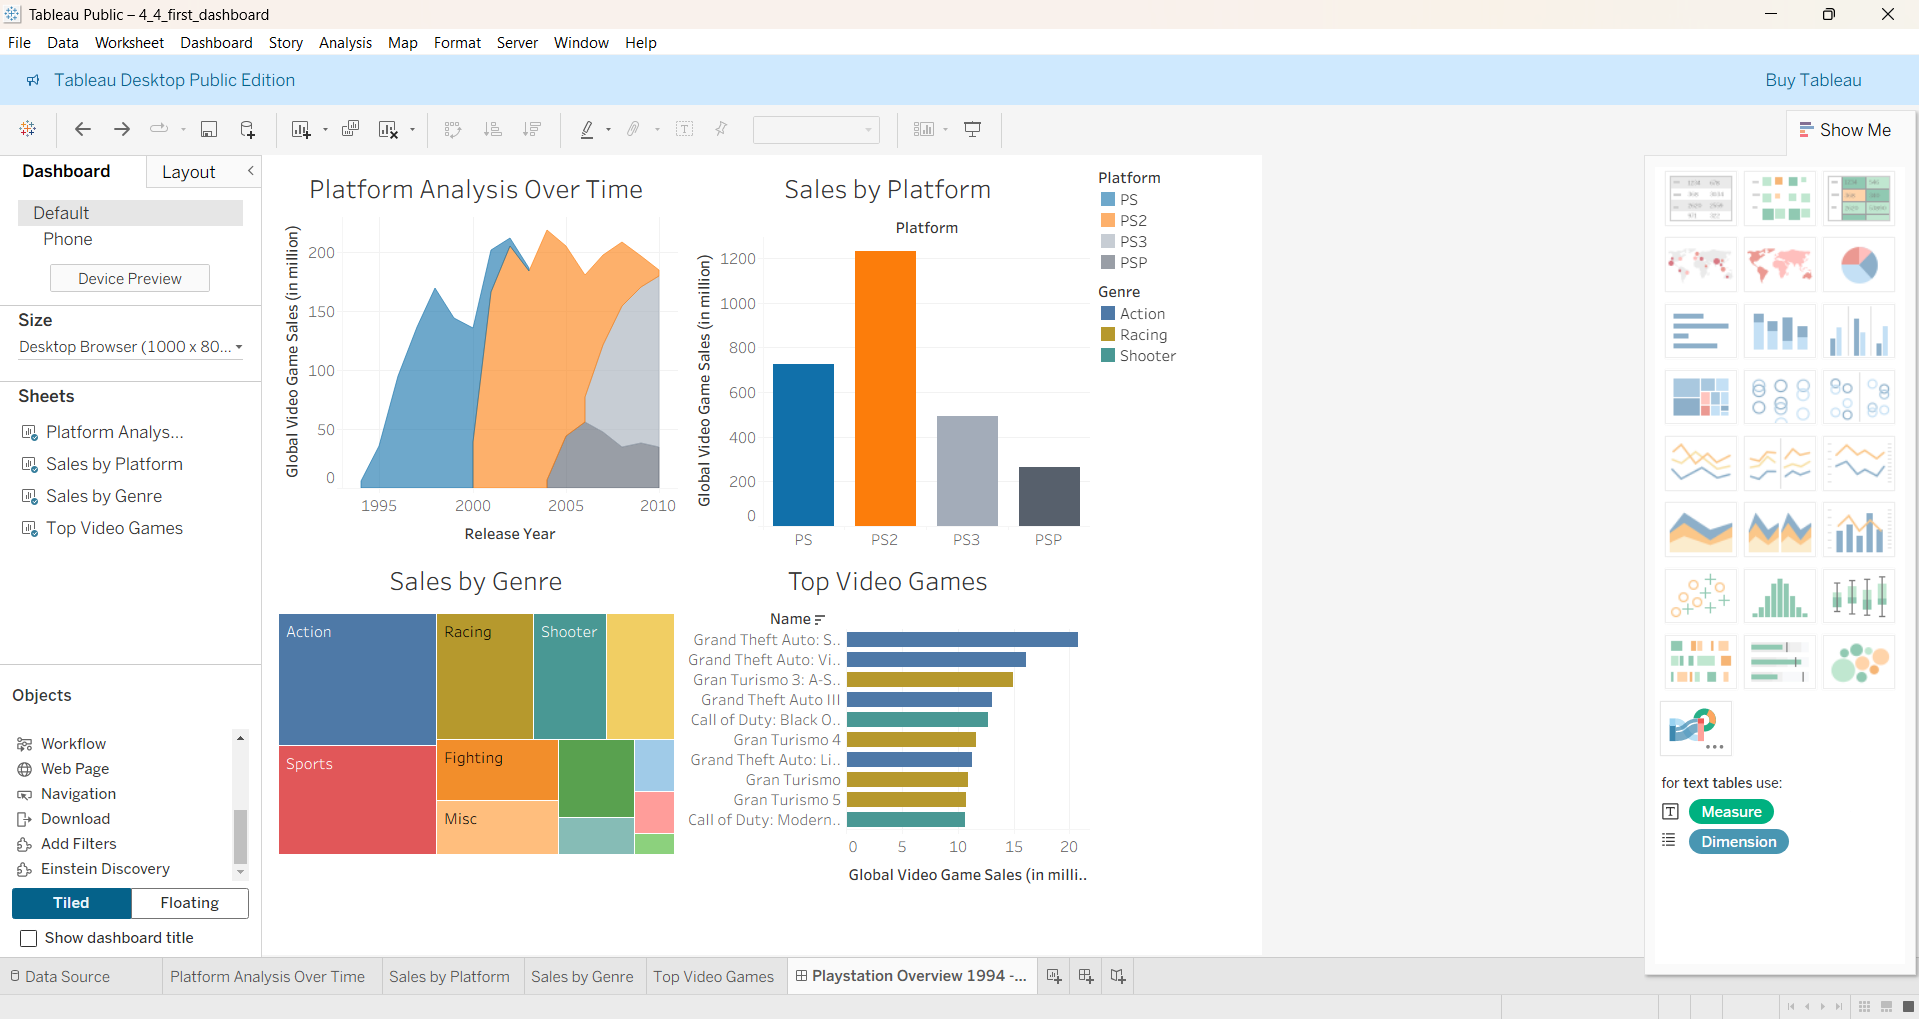 Tableau Public – 4_4_first_dashboard
File Data Worksheet Dashboard Story Analysis Map Format Server Window Help
Tableau Desktop Public Edition
Buy Tableau
Show Me
Dashboard
Layout
Default
Phone
Device Preview
Size
Desktop Browser (1000 x 80...
Sheets
Platform Analys...
Sales by Platform
Sales by Genre
Top Video Games
Objects
Workflow
Web Page
Navigation
Download
Add Filters
Einstein Discovery
Tiled
Floating
Show dashboard title
Platform Analysis Over Time
Global Video Game Sales (in million)
200
150
100
50
0
1995 2000 2005 2010
Release Year
Sales by Platform
Platform
Global Video Game Sales (in million)
1200
1000
800
600
400
200
0
PS PS2 PS3 PSP
Platform
PS
PS2
PS3
PSP
Genre
Action
Racing
Shooter
Sales by Genre
Action
Racing
Shooter
Sports
Fighting
Misc
Top Video Games
Name
Grand Theft Auto: S..
Grand Theft Auto: Vi..
Gran Turismo 3: A-S..
Grand Theft Auto III
Call of Duty: Black O..
Gran Turismo 4
Grand Theft Auto: Li..
Gran Turismo
Gran Turismo 5
Call of Duty: Modern..
0 5 10 15 20
Global Video Game Sales (in milli..
for text tables use:
Measure
Dimension
Data Source
Platform Analysis Over Time
Sales by Platform
Sales by Genre
Top Video Games
Playstation Overview 1994 -...